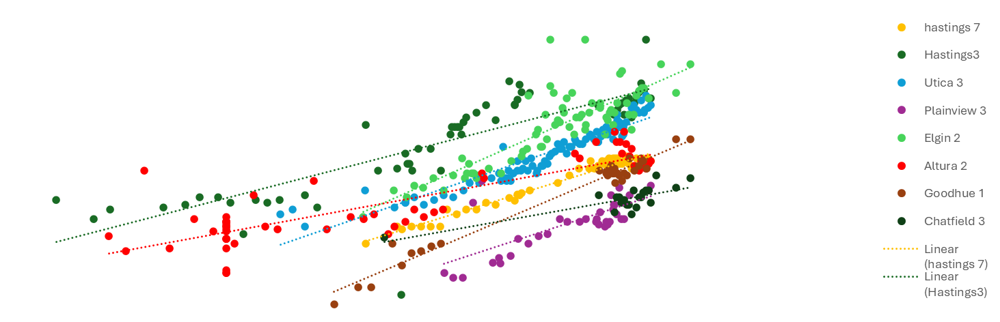 hastings 7
Hastings3
Utica 3
Plainview 3
Elgin 2
Altura 2
Goodhue 1
Chatfield 3
Linear
(hastings 7)
Linear
(Hastings3)